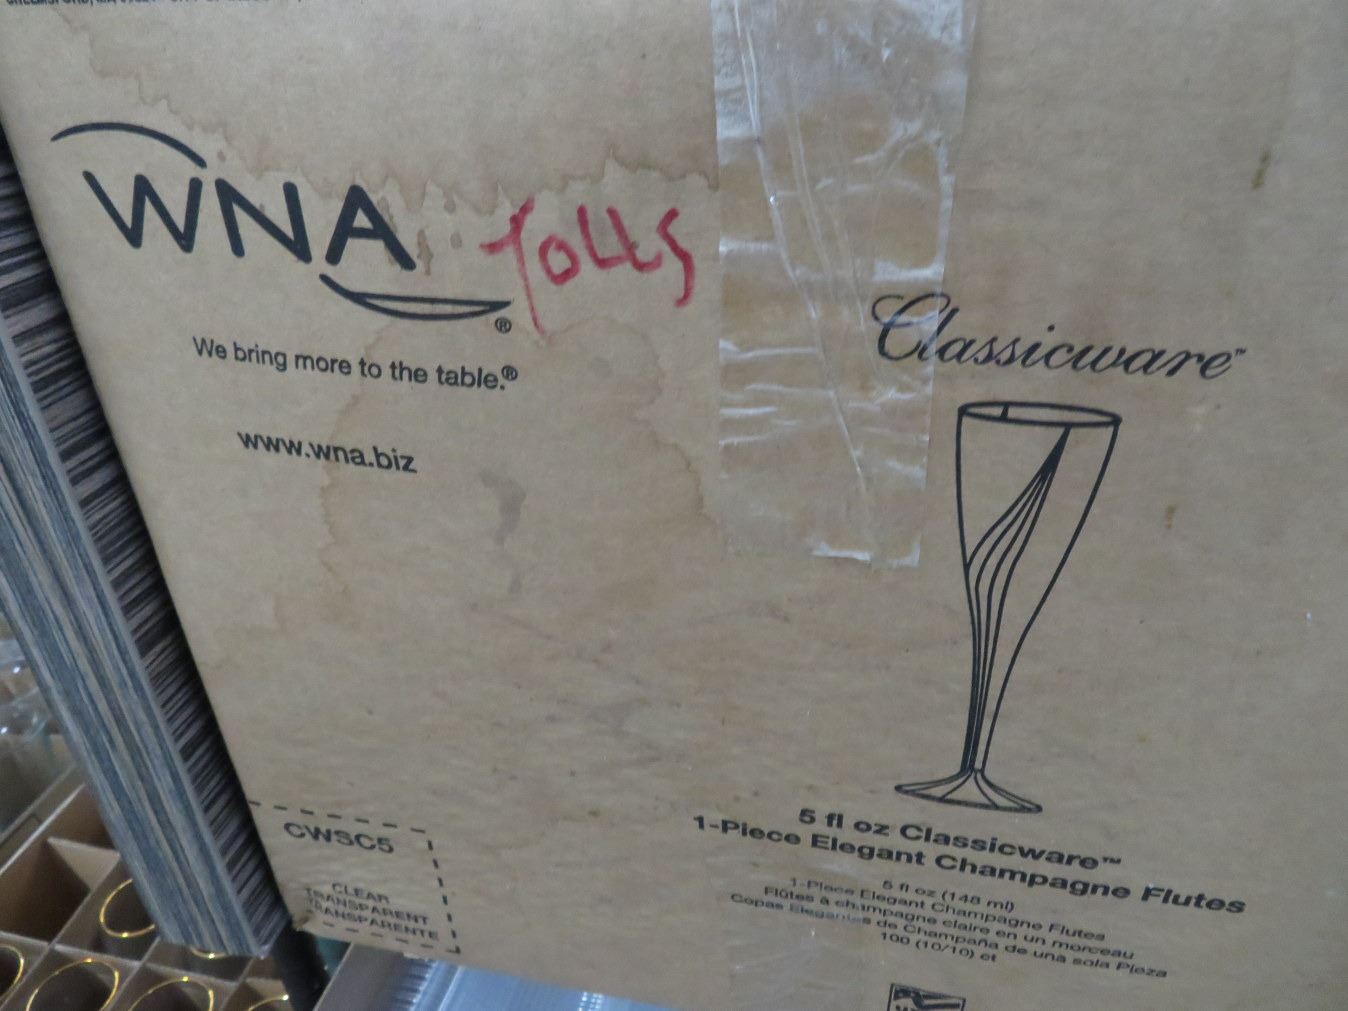 WNA
®
We bring more to the table.®
www.wna.biz
Classicware™
5 fl oz Classicware™
1-Piece Elegant Champagne Flutes
5 fl oz (148 ml)
1-Piece Elegant Champagne Flutes
Flûtes à champagne claire en un morceau
Copas Elegantes de Champaña de una sola Pieza
100 (10/10) ct
CWSC5
CLEAR
TRANSPARENT
TRANSPARENTE